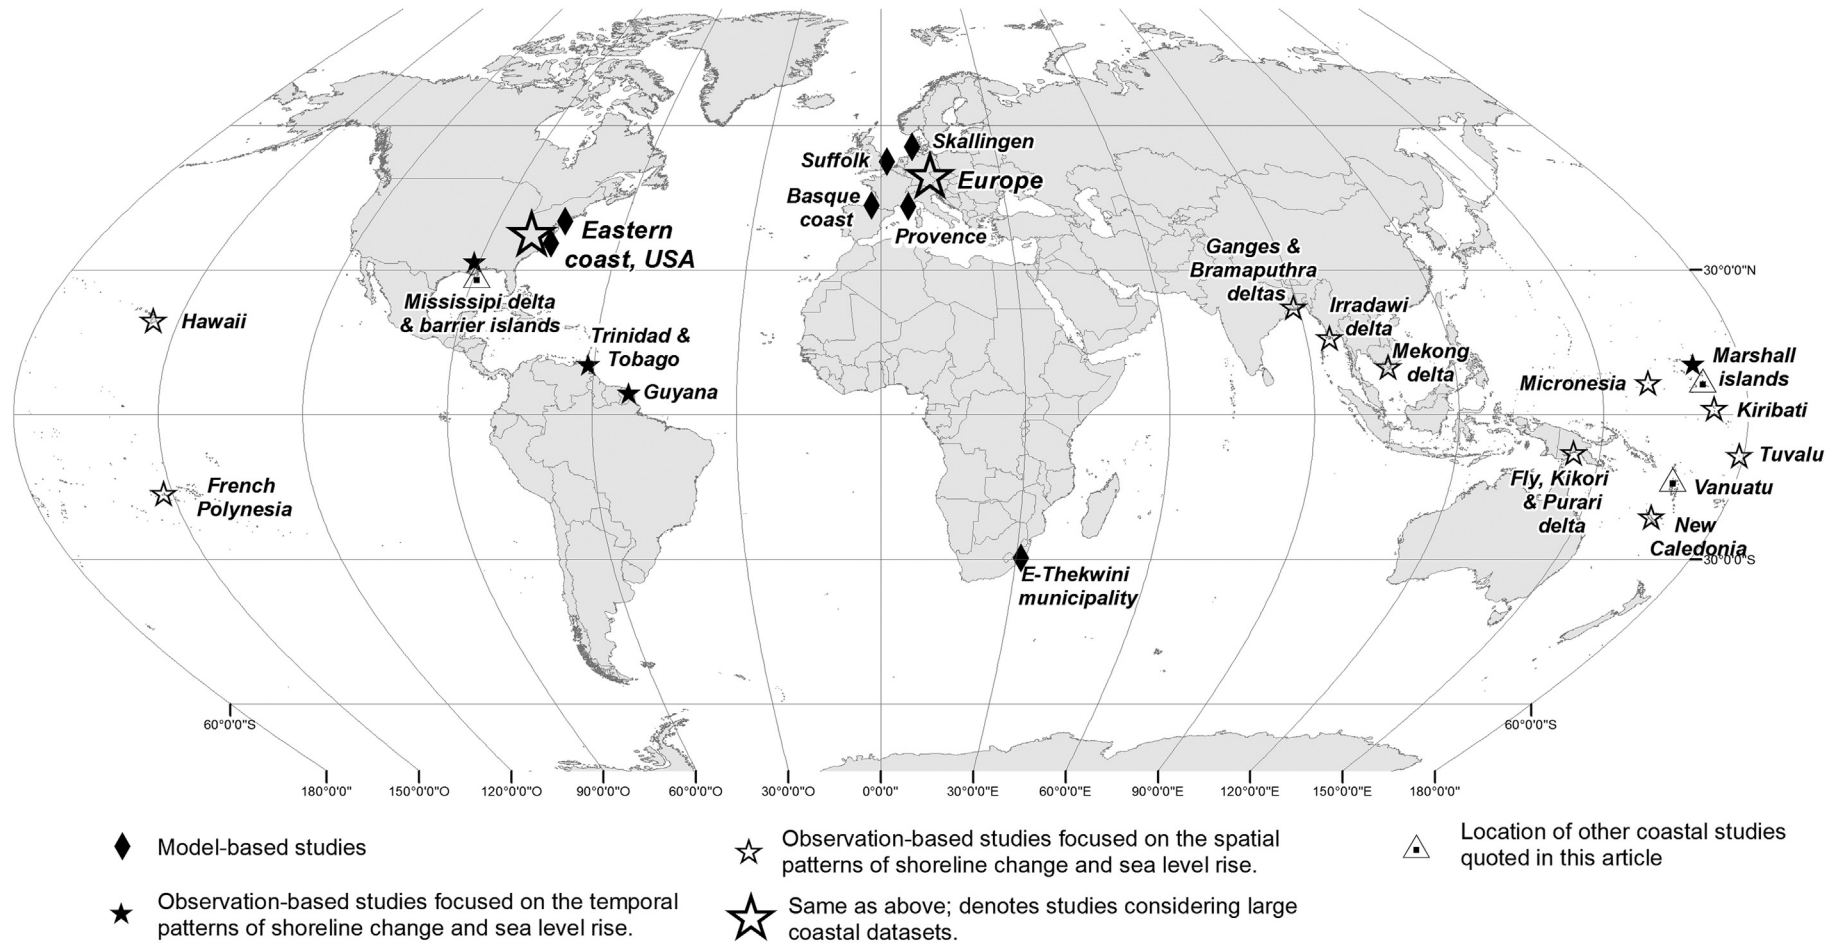 Skallingen
Suffolk
Europe
Basque
coast
Provence
Eastern
coast, USA
Ganges &
Bramaputhra
deltas
30°0'0"N
Mississipi delta
& barrier islands
Irradawi
delta
Hawaii
Trinidad &
Tobago
Mekong
delta
Marshall
islands
Micronesia
Guyana
Kiribati
Tuvalu
French
Polynesia
Fly, Kikori
& Purari
delta
Vanuatu
New
Caledonia
30°0'0"S
E-Thekwini
municipality
60°0'0"S
60°0'0"S
180°0'0"
150°0'0"O
120°0'0"O
90°0'0"O
60°0'0"O
30°0'0"O
0°0'0"
30°0'0"E
60°0'0"E
90°0'0"E
120°0'0"E
150°0'0"E
180°0'0"
Model-based studies
Observation-based studies focused on the temporal
patterns of shoreline change and sea level rise.
Observation-based studies focused on the spatial
patterns of shoreline change and sea level rise.
Same as above; denotes studies considering large
coastal datasets.
Location of other coastal studies
quoted in this article